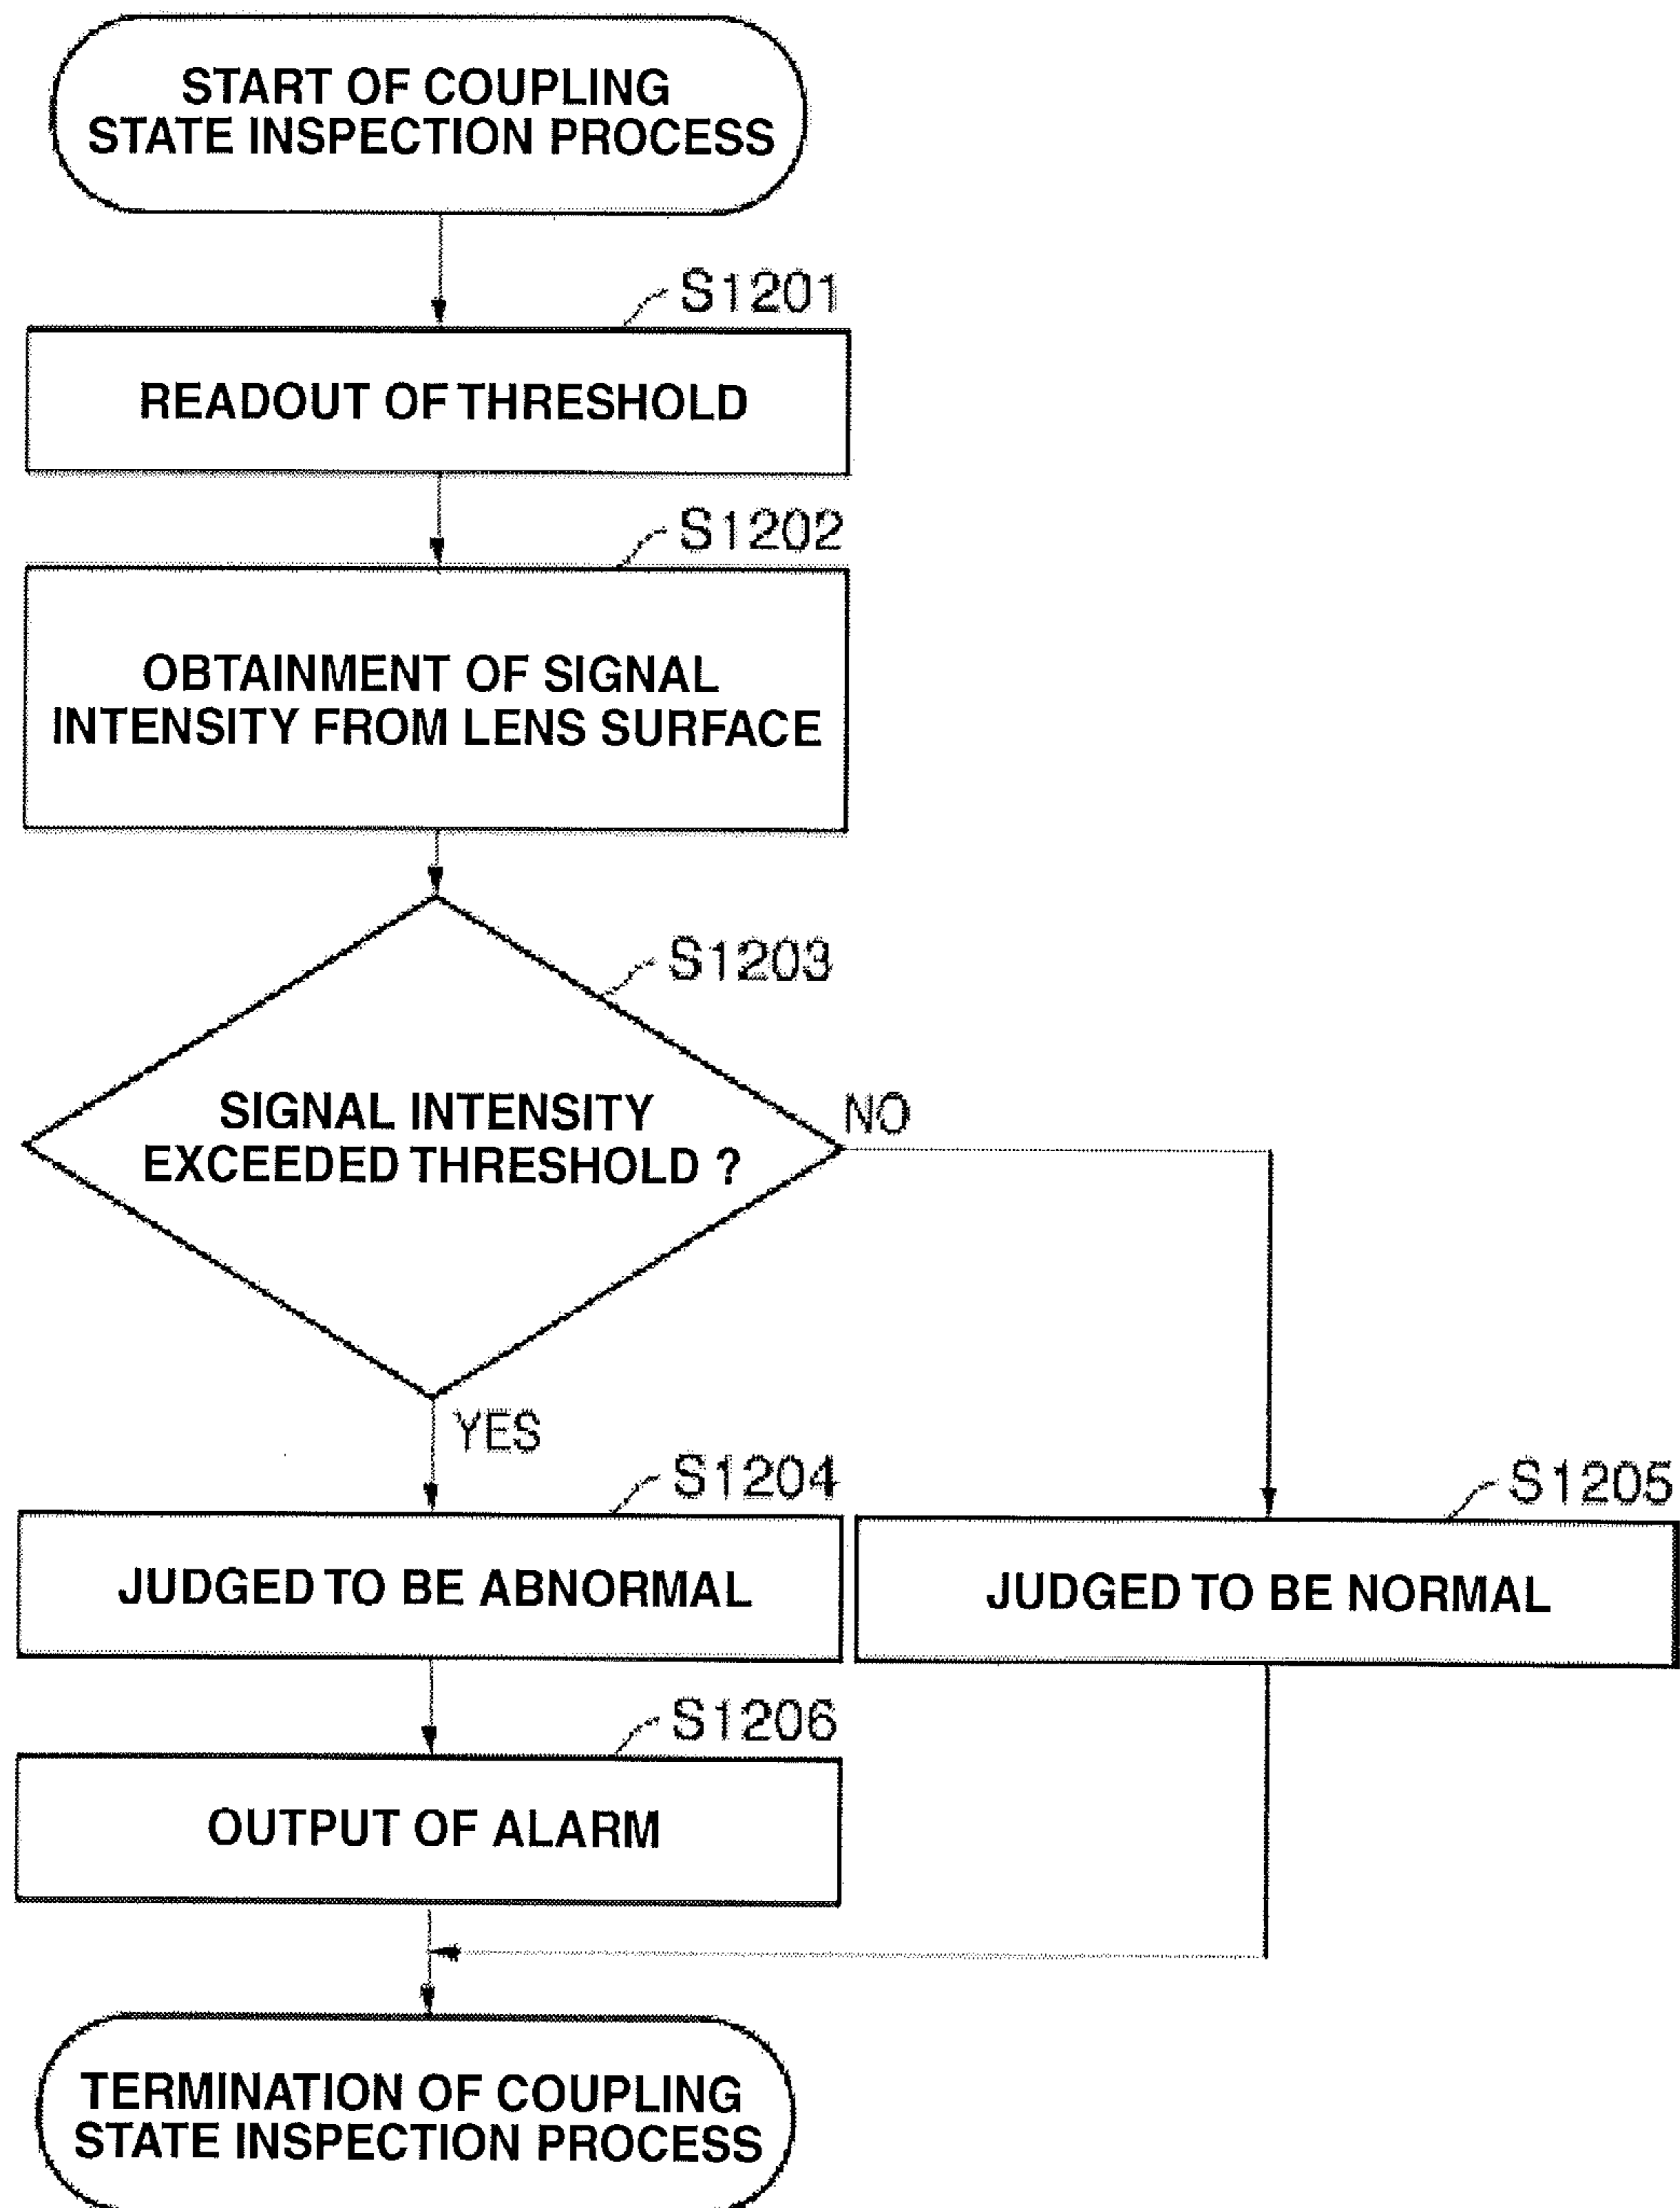 START OF COUPLING
STATE INSPECTION PROCESS
S1201
READOUT OF THRESHOLD
S1202
OBTAINMENT OF SIGNAL
INTENSITY FROM LENS SURFACE
S1203
SIGNAL INTENSITY
EXCEEDED THRESHOLD ?
NO
YES
S1204
JUDGED TO BE ABNORMAL
S1205
JUDGED TO BE NORMAL
S1206
OUTPUT OF ALARM
TERMINATION OF COUPLING
STATE INSPECTION PROCESS